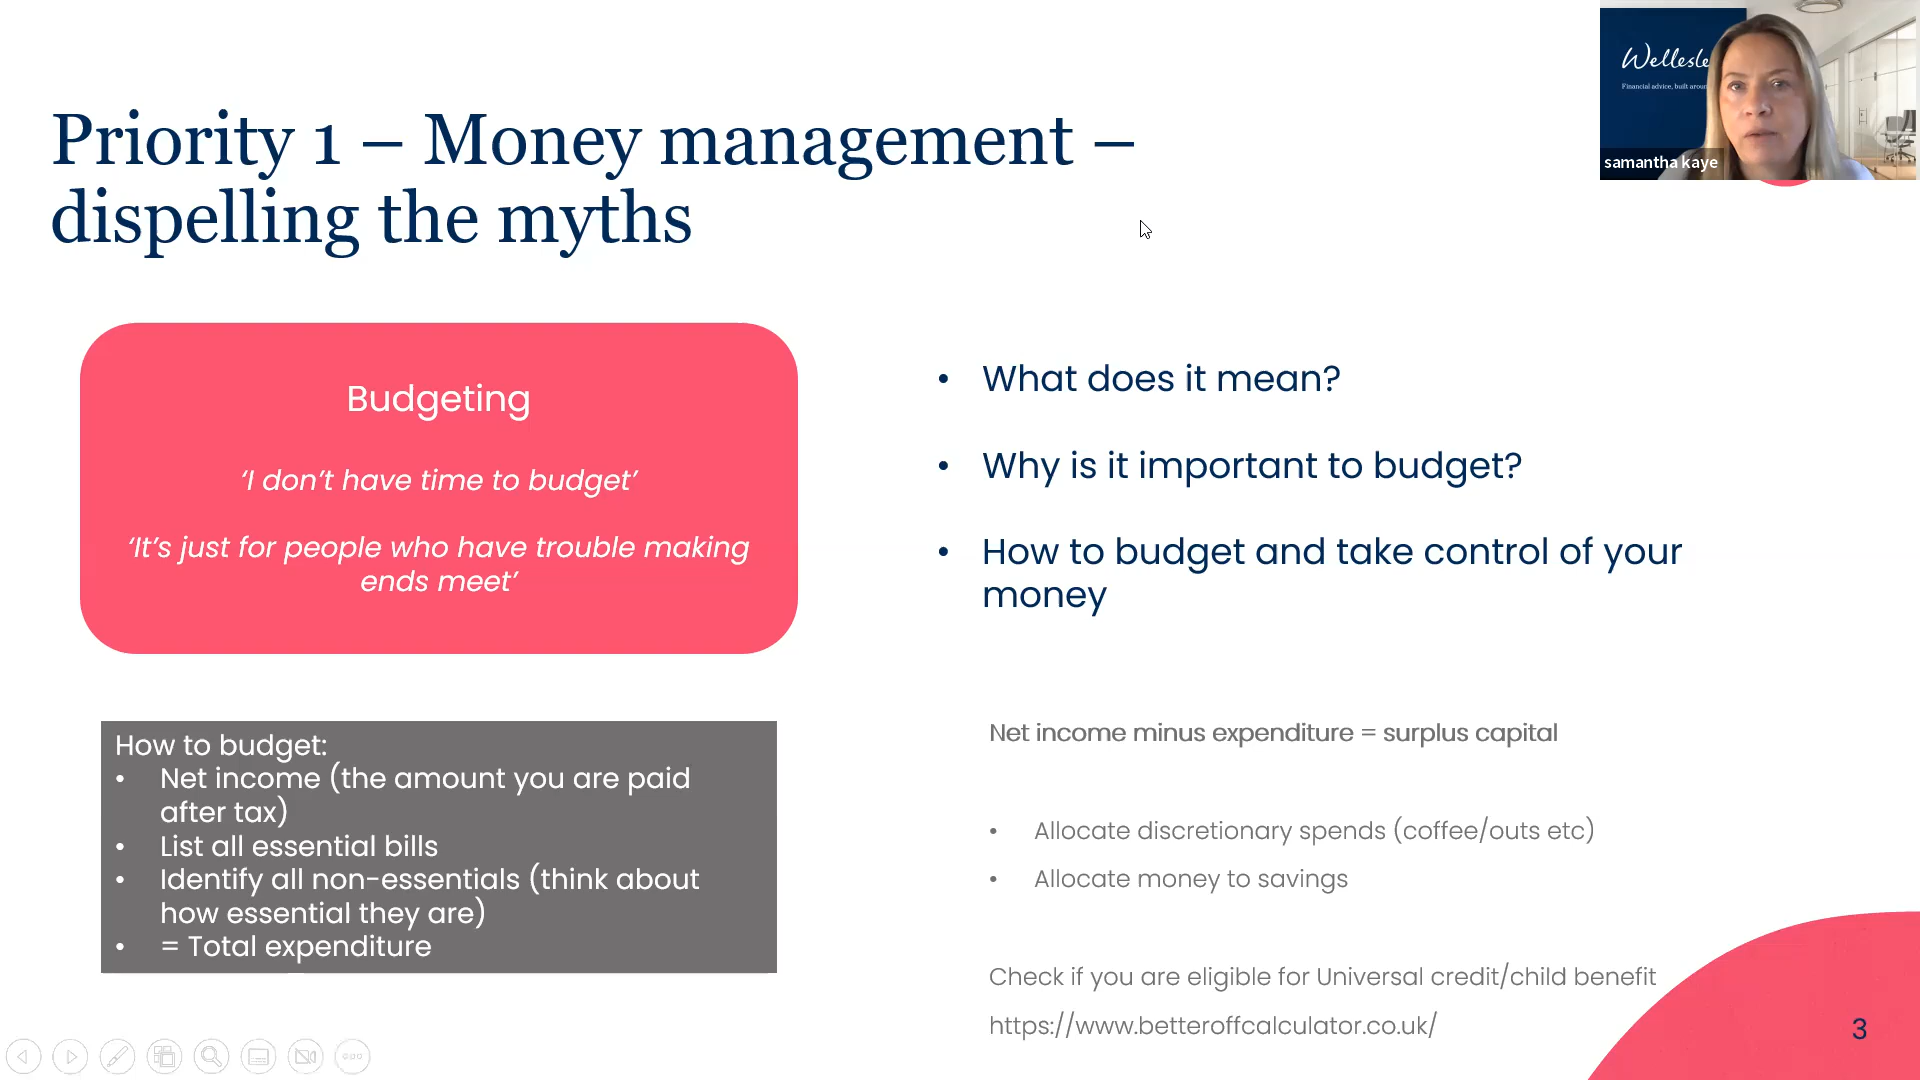 Priority 1 – Money management –
dispelling the myths
Wellesle
Financial advice, built aroun
samantha kaye
Budgeting
‘I don’t have time to budget’
‘It’s just for people who have trouble making
ends meet’
• What does it mean?
• Why is it important to budget?
• How to budget and take control of your
money
How to budget:
• Net income (the amount you are paid
after tax)
• List all essential bills
• Identify all non-essentials (think about
how essential they are)
• = Total expenditure
Net income minus expenditure = surplus capital
• Allocate discretionary spends (coffee/outs etc)
• Allocate money to savings
Check if you are eligible for Universal credit/child benefit
https://www.betteroffcalculator.co.uk/
3